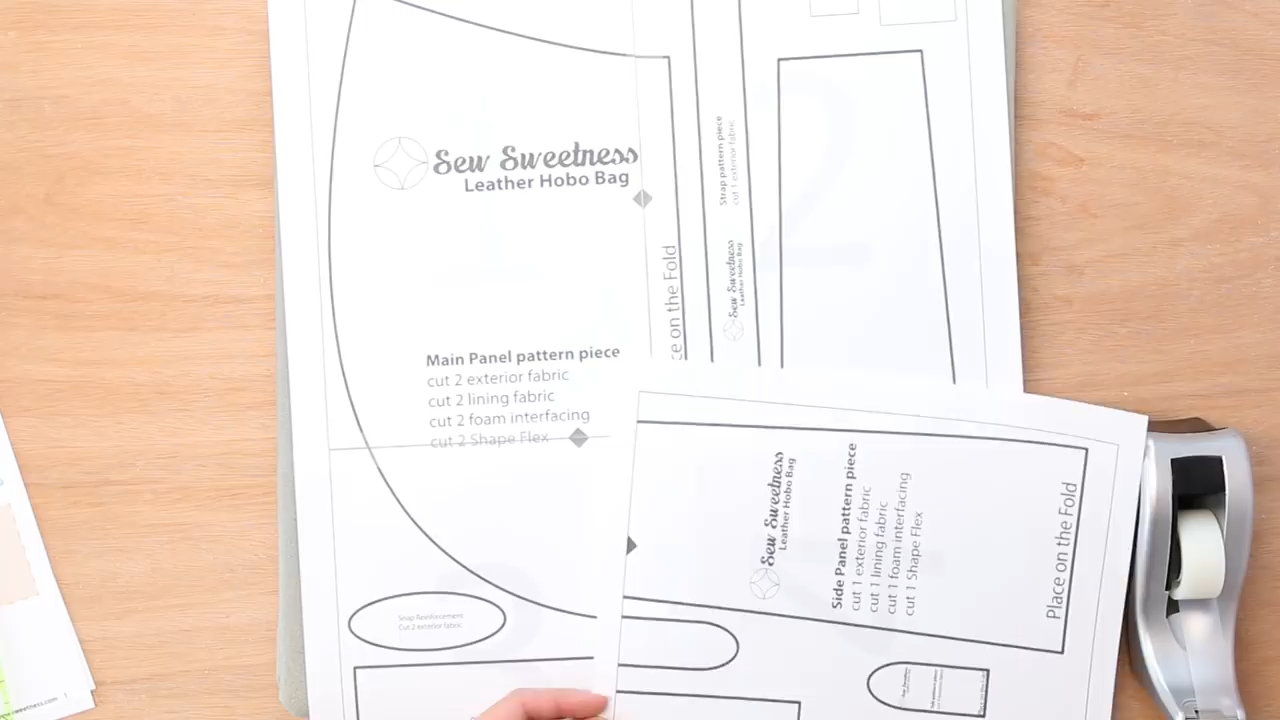 Sew Sweetness
Leather Hobo Bag
ce on the Fold
Main Panel pattern piece
cut 2 exterior fabric
cut 2 lining fabric
cut 2 foam interfacing
cut 2 Shape Flex
Strap pattern piece
cut 1 exterior fabric
Sew Sweetness
Leather Hobo Bag
Snap Reinforcement
Cut 2 exterior fabric
Sew Sweetness
Leather Hobo Bag
Side Panel pattern piece
cut 1 exterior fabric
cut 1 lining fabric
cut 1 foam interfacing
cut 1 Shape Flex
Place on the Fold